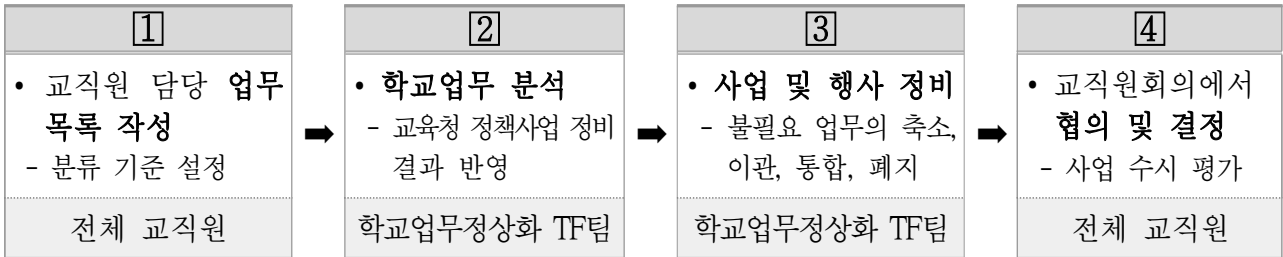 1
• 교직원 담당 업무
목록 작성
- 분류 기준 설정
전체 교직원
➡
2
• 학교업무 분석
- 교육청 정책사업 정비
결과 반영
학교업무정상화 TF팀
➡
3
• 사업 및 행사 정비
- 불필요 업무의 축소,
이관, 통합, 폐지
학교업무정상화 TF팀
➡
4
• 교직원회의에서
협의 및 결정
- 사업 수시 평가
전체 교직원